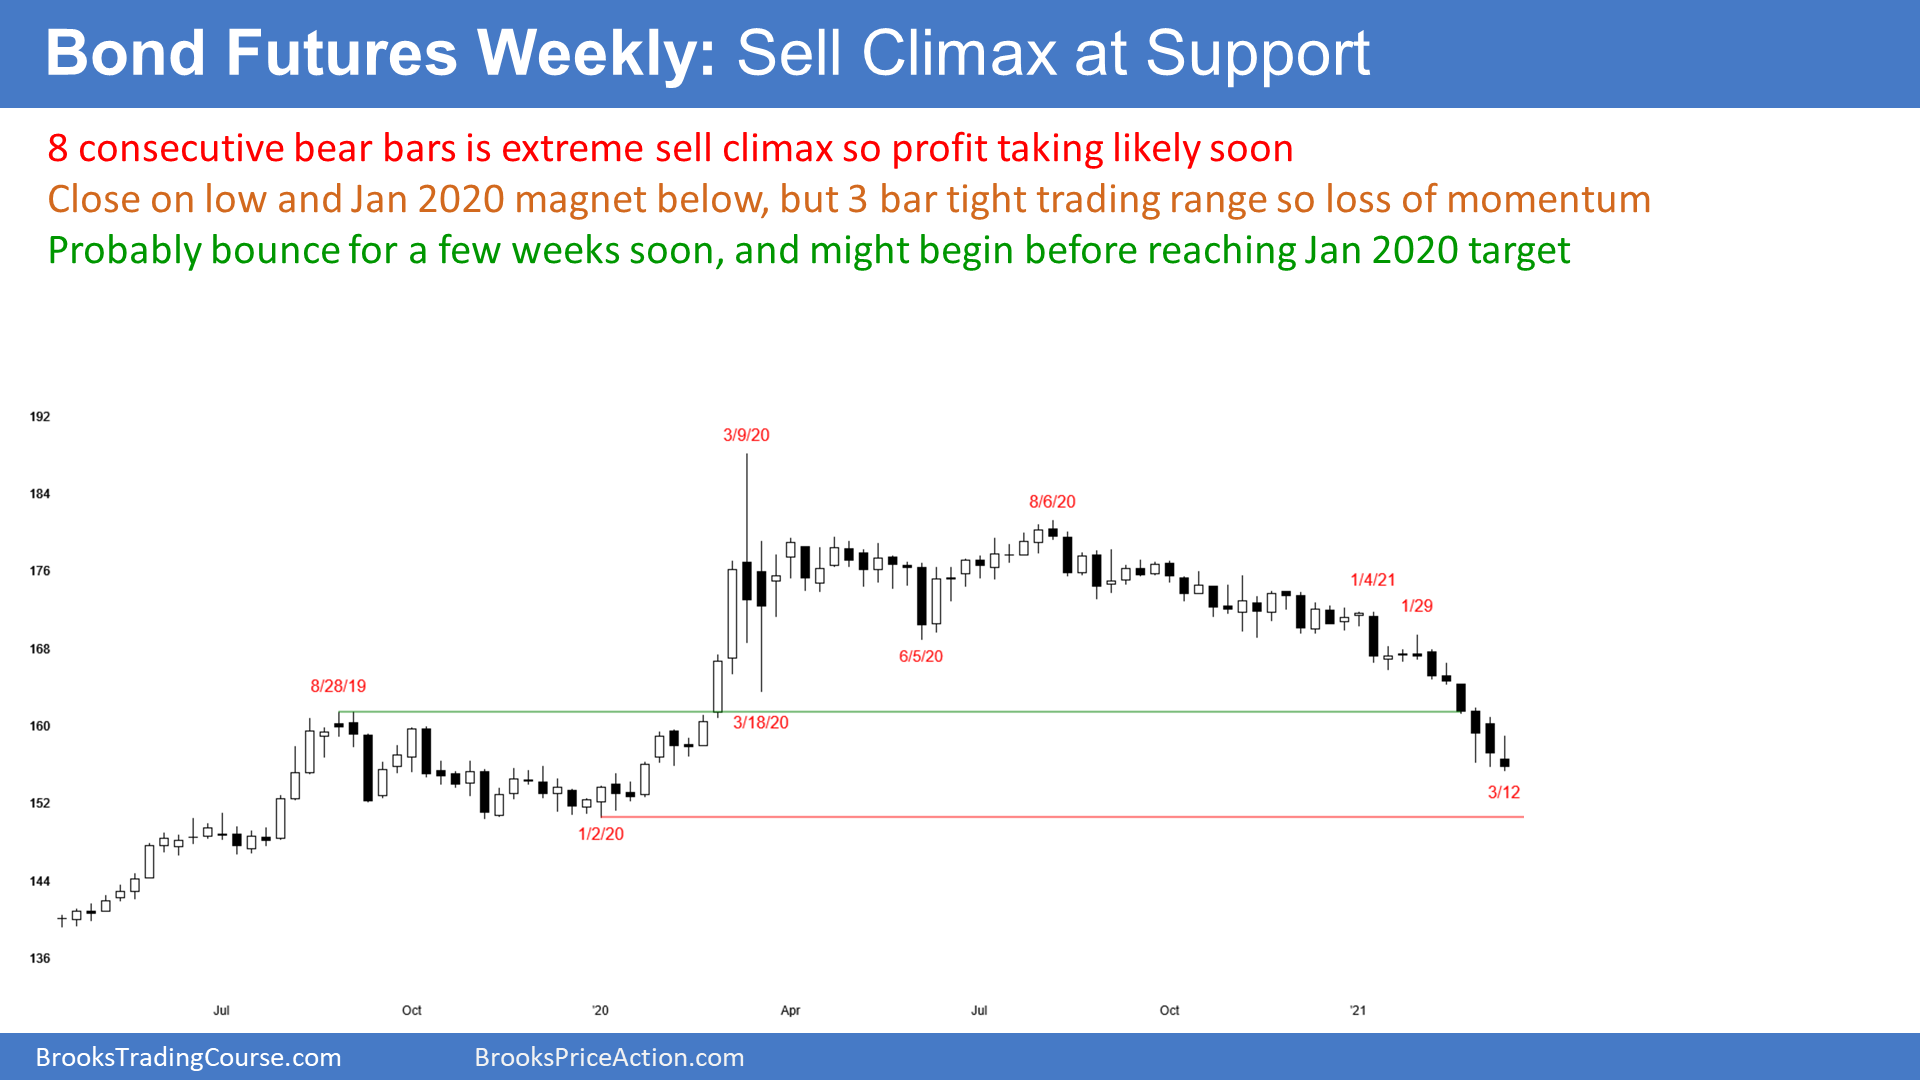 Bond Futures Weekly: Sell Climax at Support
8 consecutive bear bars is extreme sell climax so profit taking likely soon
Close on low and Jan 2020 magnet below, but 3 bar tight trading range so loss of momentum
Probably bounce for a few weeks soon, and might begin before reaching Jan 2020 target
192
3/9/20
184
8/6/20
176
1/4/21
1/29
168
6/5/20
8/28/19
160
3/18/20
3/12
152
1/2/20
144
136
Jul Oct '20 Apr Jul Oct '21
BrooksTradingCourse.com BrooksPriceAction.com